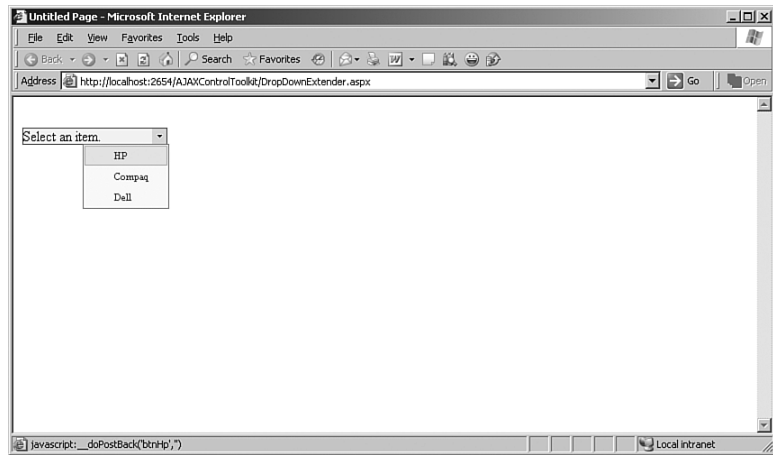 Untitled Page - Microsoft Internet Explorer
File Edit View Favorites Tools Help
Back Search Favorites
Address http://localhost:2654/AJAXControlToolkit/DropDownExtender.aspx Go Open
Select an item.
HP
Compaq
Dell
javascript:__doPostBack('btnHp','') Local intranet